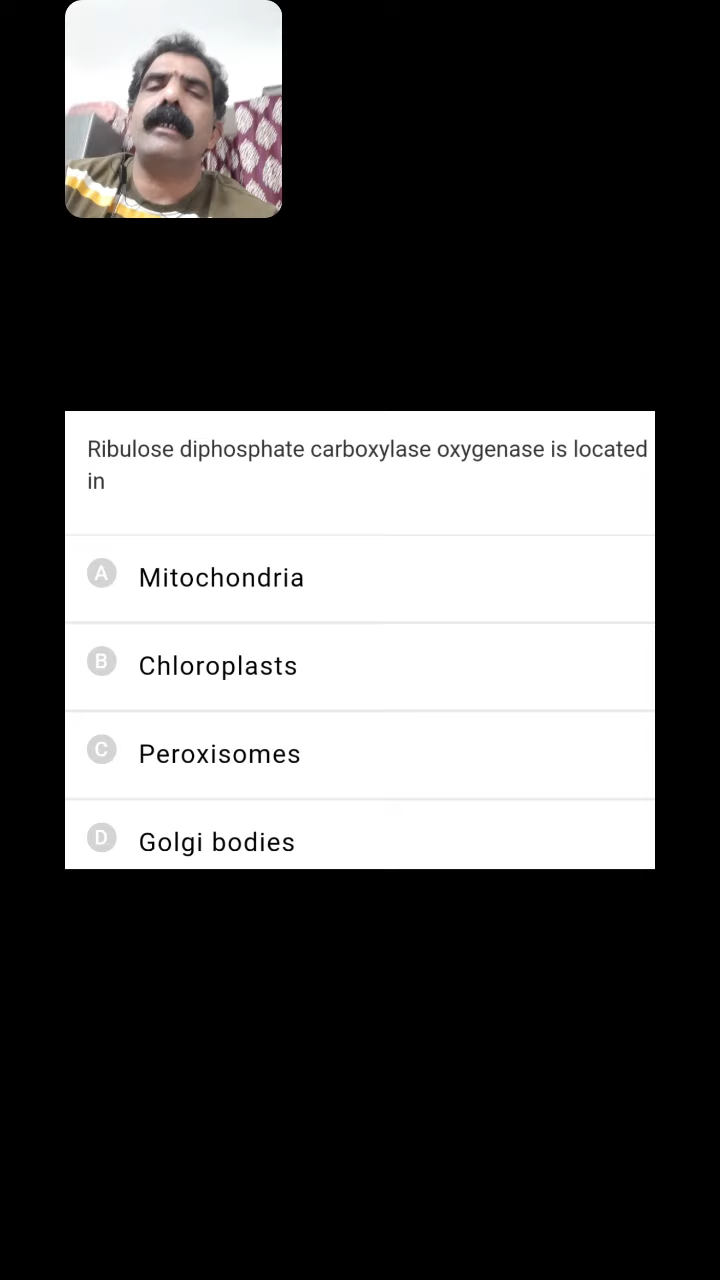 Ribulose diphosphate carboxylase oxygenase is located
in
A Mitochondria
B Chloroplasts
C Peroxisomes
D Golgi bodies